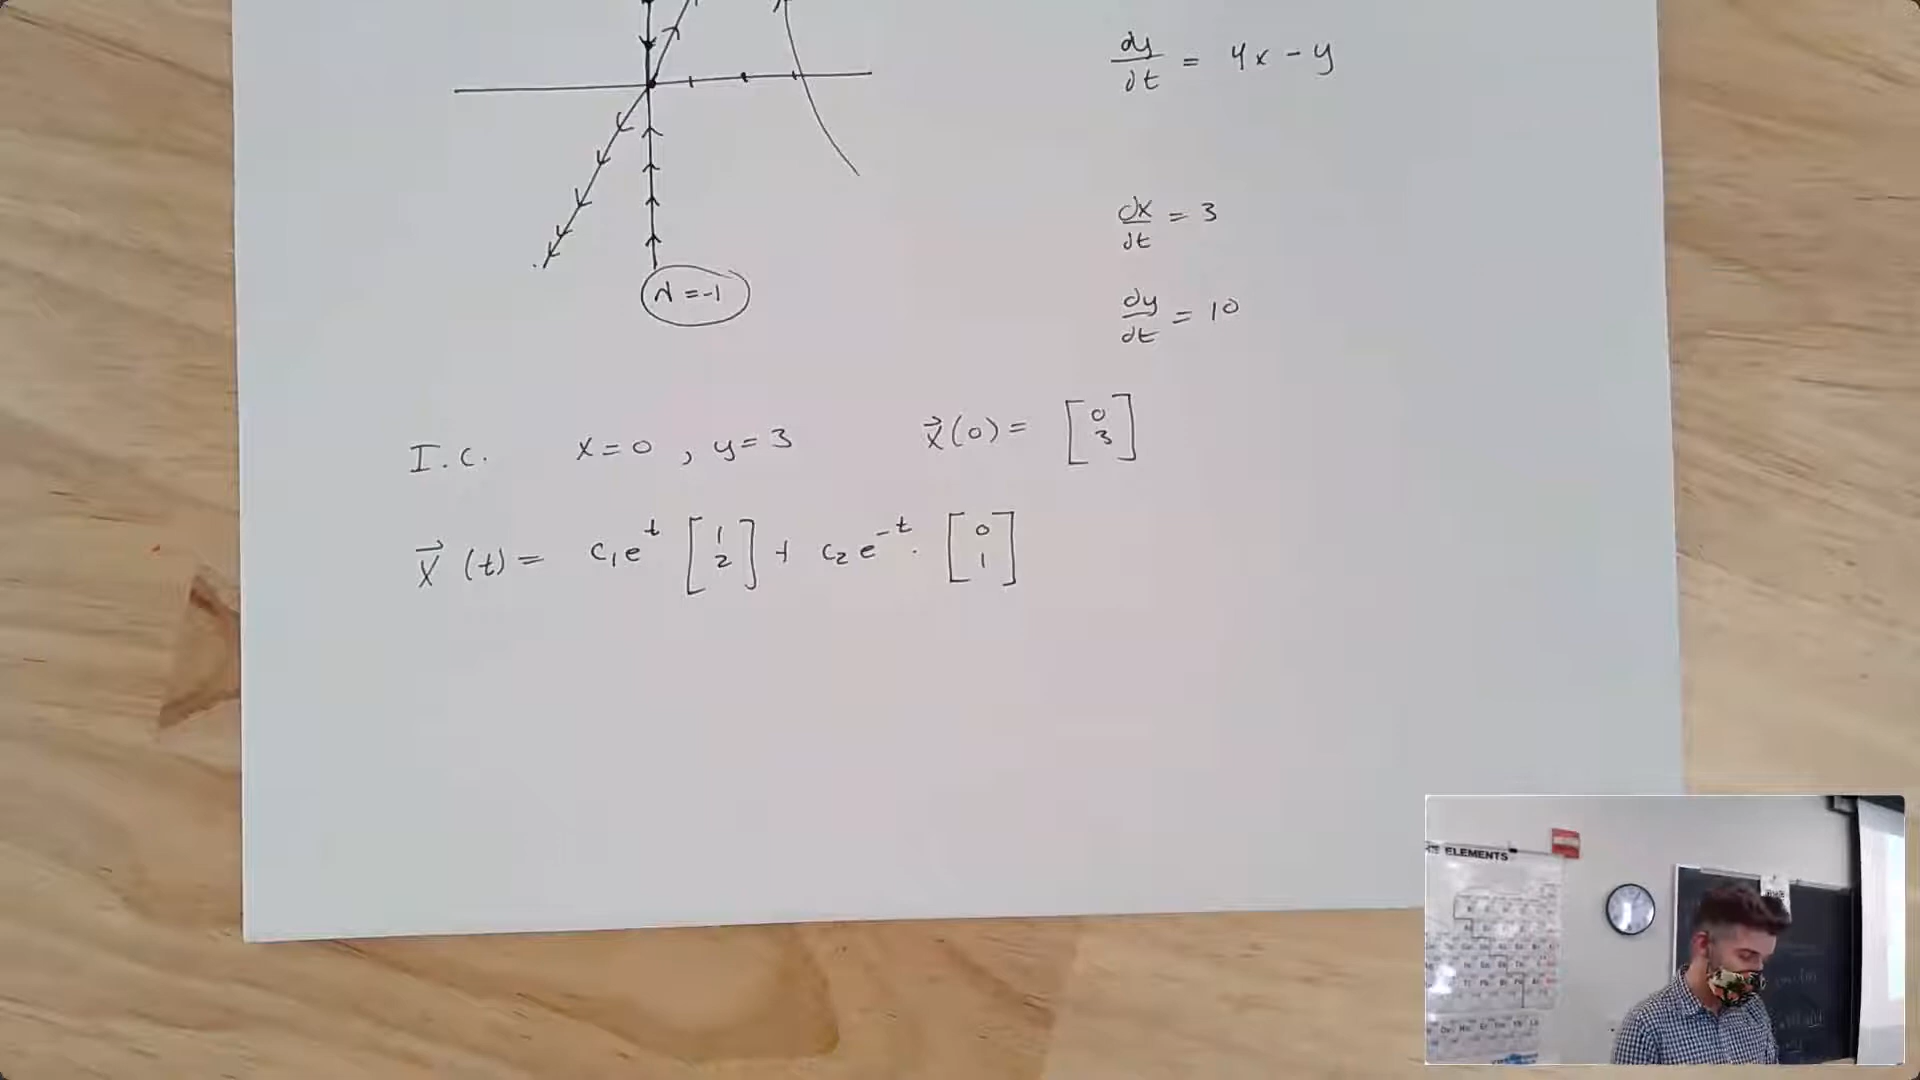 dy/dt = 4x - y
dx/dt = 3
λ = -1
dy/dt = 10
I.C. x = 0 , y = 3 x⃗(0) = [0 3]
x⃗(t) = c₁e^t [1 2] + c₂e^-t · [0 1]
ELEMENTS